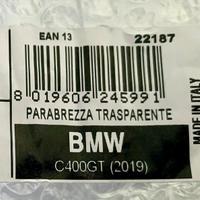 EAN 13 22187
8 019606 245991
PARABREZZA TRASPARENTE
BMW
C400GT (2019)
MADE IN ITALY